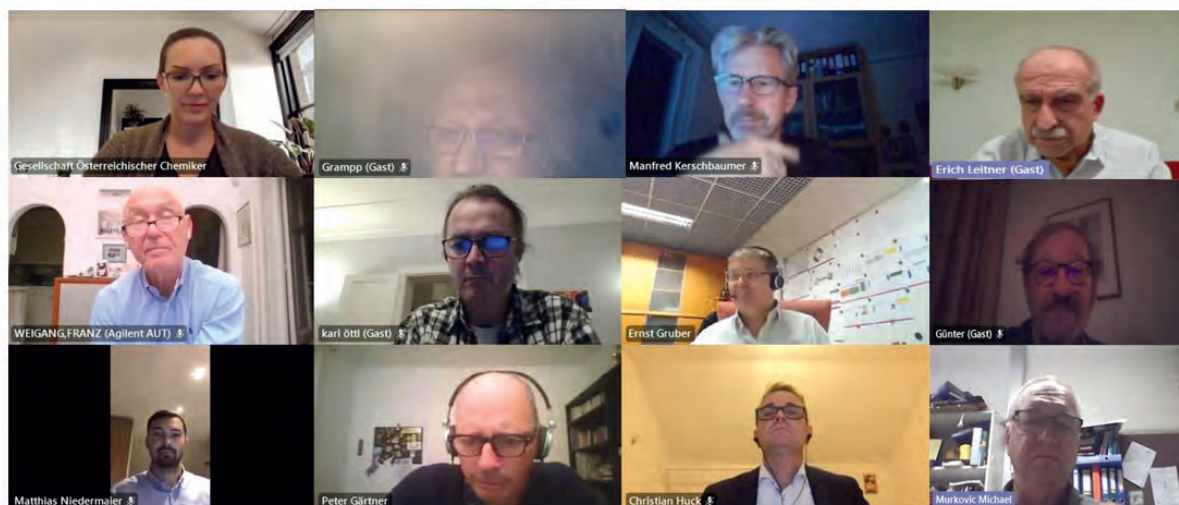 Gesellschaft Österreichischer Chemiker
Grampp (Gast)
Manfred Kerschbaumer
Erich Leitner (Gast)
WEIGANG,FRANZ (Agilent AUT)
karl öttl (Gast)
Ernst Gruber
Günter (Gast)
Matthias Niedermaier
Peter Gärtner
Christian Huck
Murkovic Michael